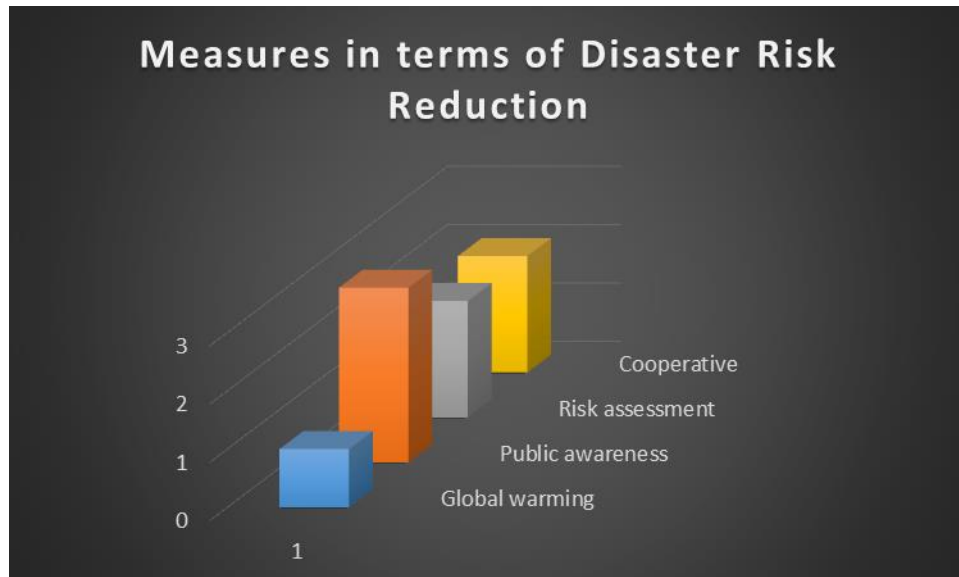 Measures in terms of Disaster Risk
Reduction
3
2
1
0
Cooperative
Risk assessment
Public awareness
Global warming
1